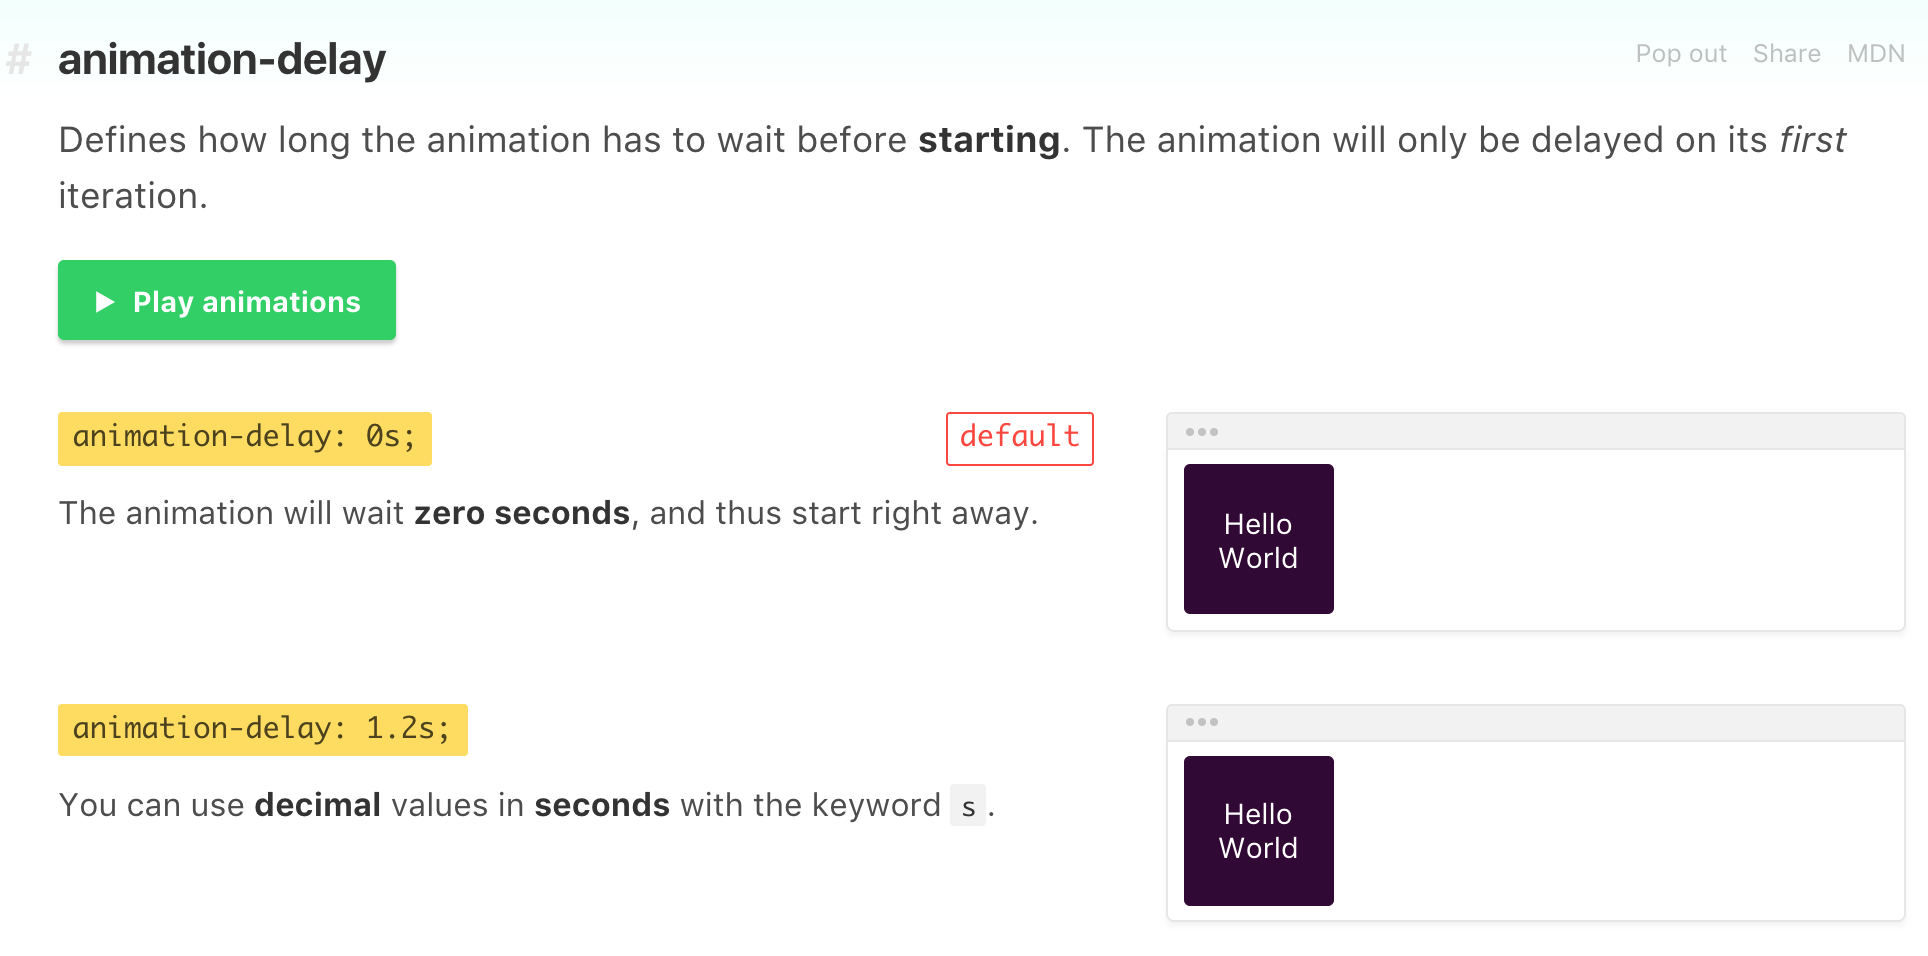 # animation-delay
Pop out Share MDN
Defines how long the animation has to wait before starting. The animation will only be delayed on its first
iteration.
Play animations
animation-delay: 0s;
default
The animation will wait zero seconds, and thus start right away.
Hello
World
animation-delay: 1.2s;
You can use decimal values in seconds with the keyword s.
Hello
World